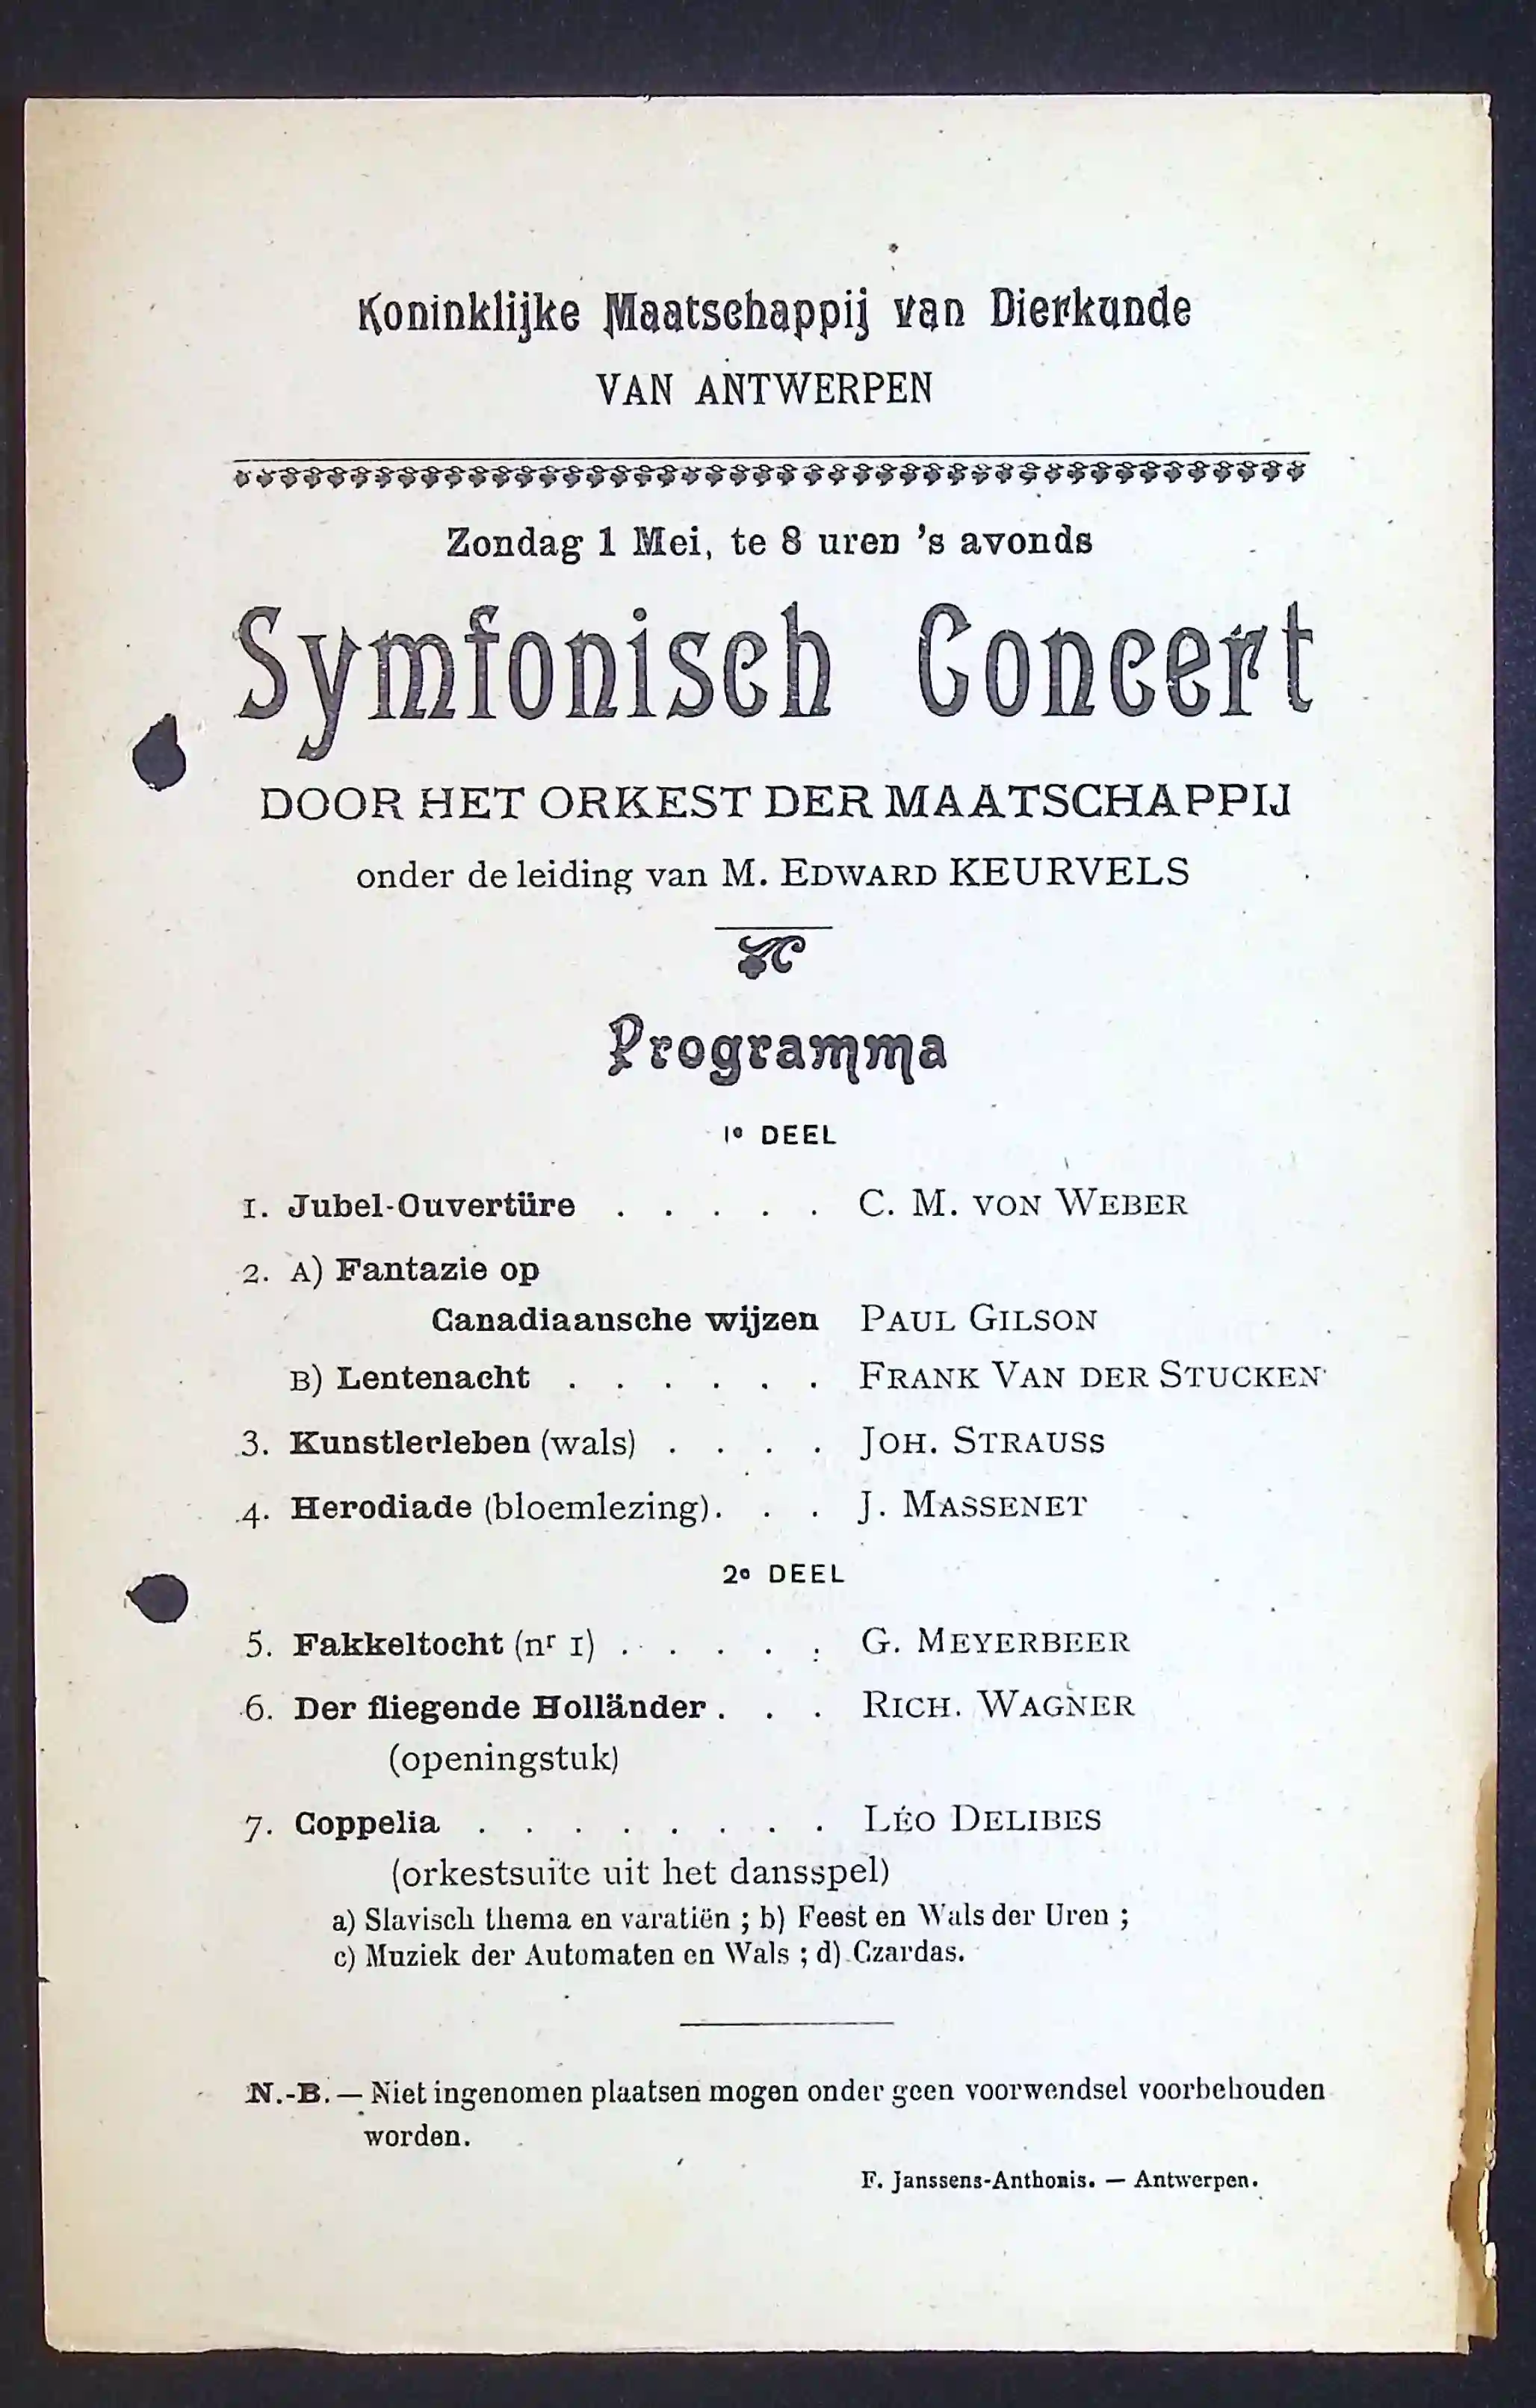 Koninklijke Maatschappij van Dierkunde
VAN ANTWERPEN
Zondag 1 Mei, te 8 uren 's avonds
Symfonisch Concert
DOOR HET ORKEST DER MAATSCHAPPIJ
onder de leiding van M. EDWARD KEURVELS
Programma
1e DEEL
1. Jubel-Ouvertüre . . . . . C. M. VON WEBER
2. A) Fantazie op
Canadiaansche wijzen PAUL GILSON
B) Lentenacht . . . . . . FRANK VAN DER STUCKEN
3. Kunstlerleben (wals) . . . . JOH. STRAUSS
4. Herodiade (bloemlezing). . . J. MASSENET
2e DEEL
5. Fakkeltocht (nr 1) . . . . . G. MEYERBEER
6. Der fliegende Holländer . . . RICH. WAGNER
(openingstuk)
7. Coppelia . . . . . . . . LÉO DELIBES
(orkestsuite uit het dansspel)
a) Slavisch thema en varatiën ; b) Feest en Wals der Uren ;
c) Muziek der Automaten en Wals ; d) Czardas.
N.-B. — Niet ingenomen plaatsen mogen onder geen voorwendsel voorbehouden
worden.
F. Janssens-Anthonis. — Antwerpen.